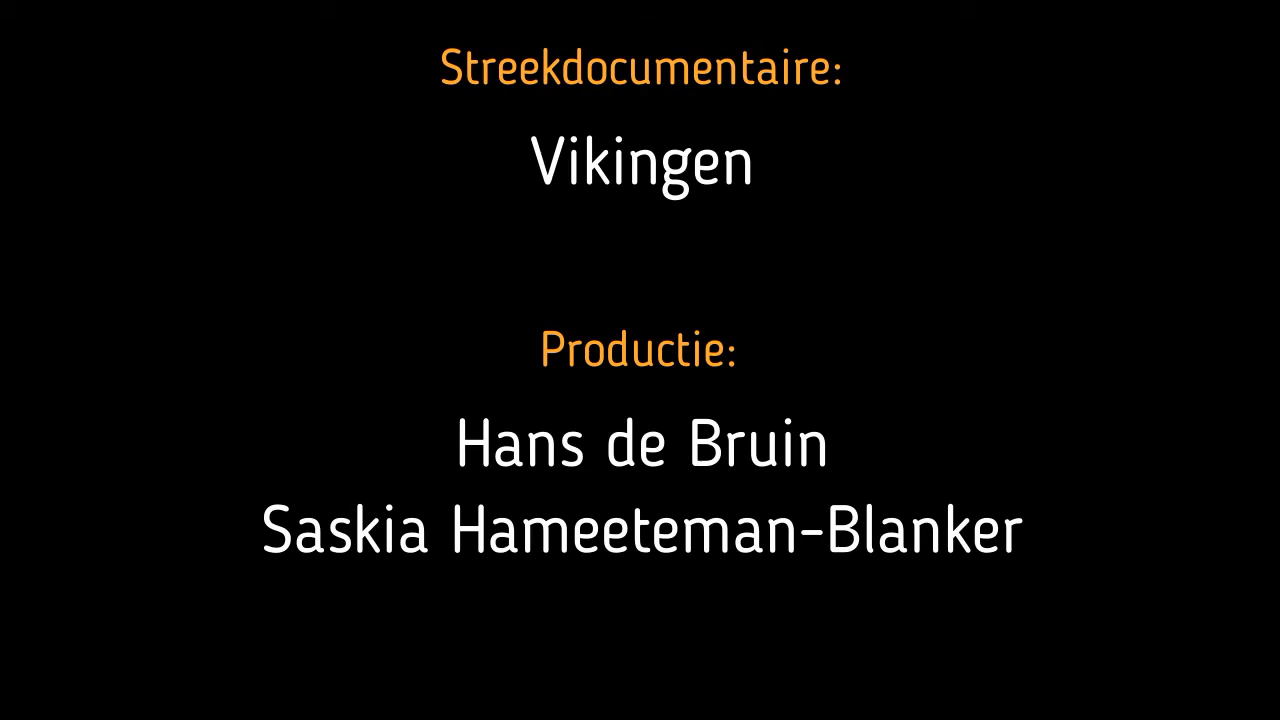 Streekdocumentaire:
Vikingen
Productie:
Hans de Bruin
Saskia Hameeteman-Blanker